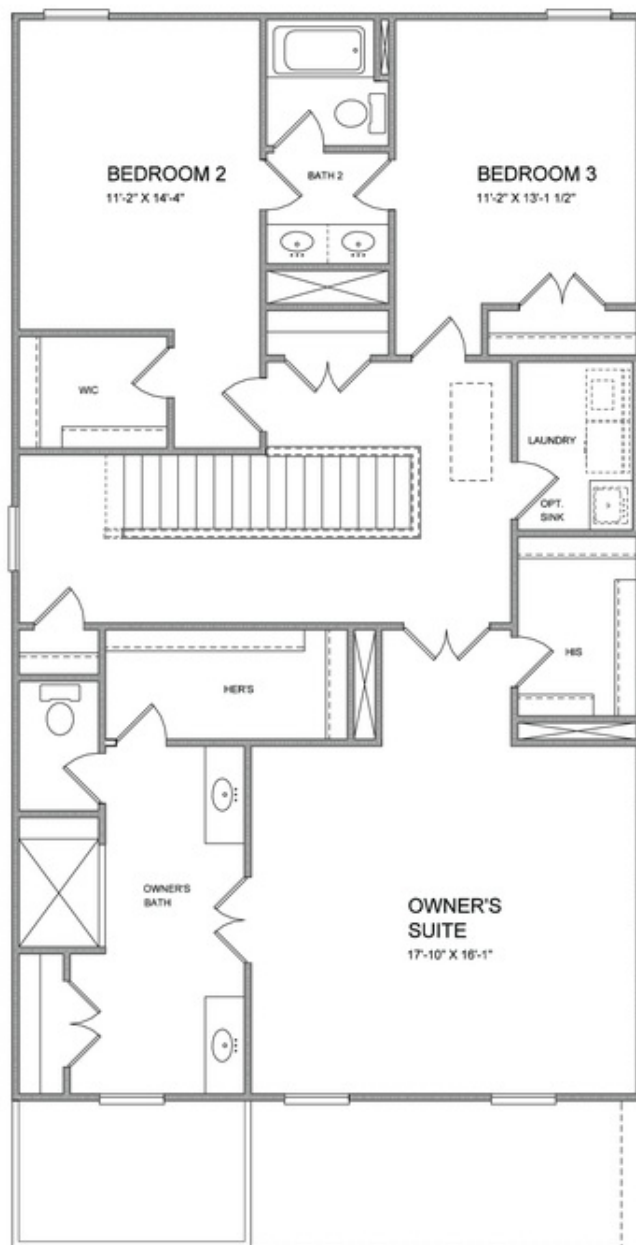 BEDROOM 2
11'-2" X 14'-4"
BATH 2
BEDROOM 3
11'-2" X 13'-1 1/2"
WIC
LAUNDRY
OPT.
SINK
HER'S
HIS
OWNER'S
BATH
OWNER'S
SUITE
17'-10" X 16'-1"